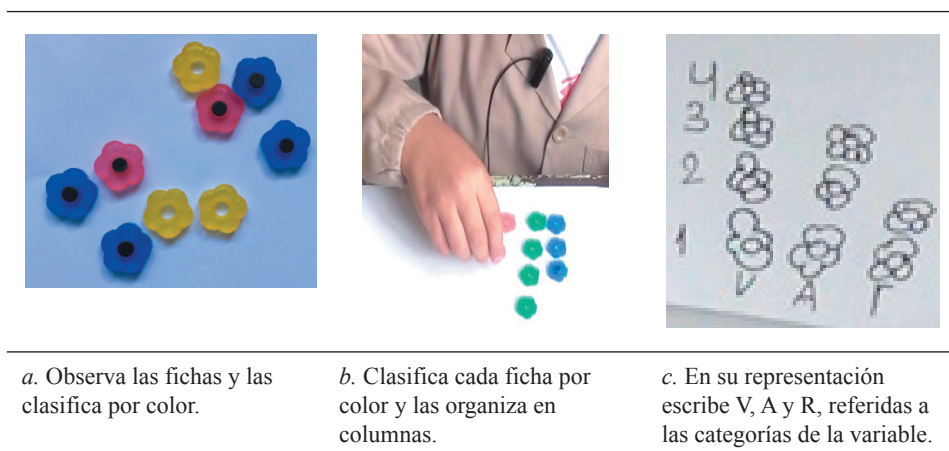 4
3
2
1
V A r
a. Observa las fichas y las
clasifica por color.
b. Clasifica cada ficha por
color y las organiza en
columnas.
c. En su representación
escribe V, A y R, referidas a
las categorías de la variable.